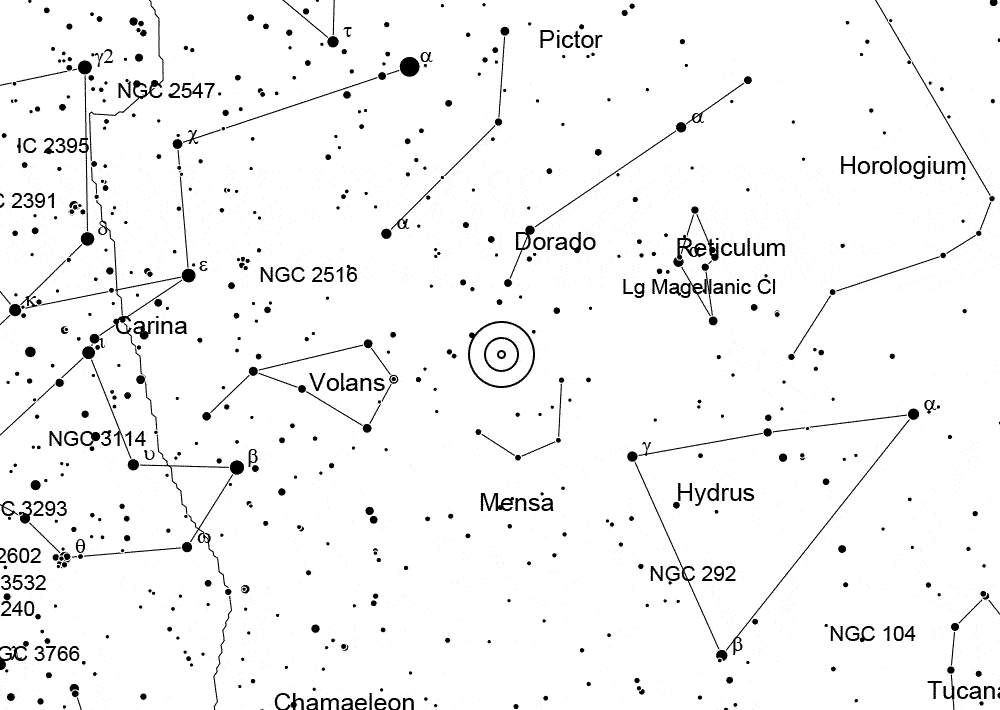 τ
Pictor
γ2
α
NGC 2547
α
χ
IC 2395
Horologium
C 2391
α
δ
Dorado
Reticulum
α
ε
NGC 2516
Lg Magellanic Cl
κ
Carina
ι
Volans
α
NGC 3114
γ
υ
β
Hydrus
Mensa
C 3293
ω
θ
2602
NGC 292
3532
240
NGC 104
β
GC 3766
Tucana
Chamaeleon